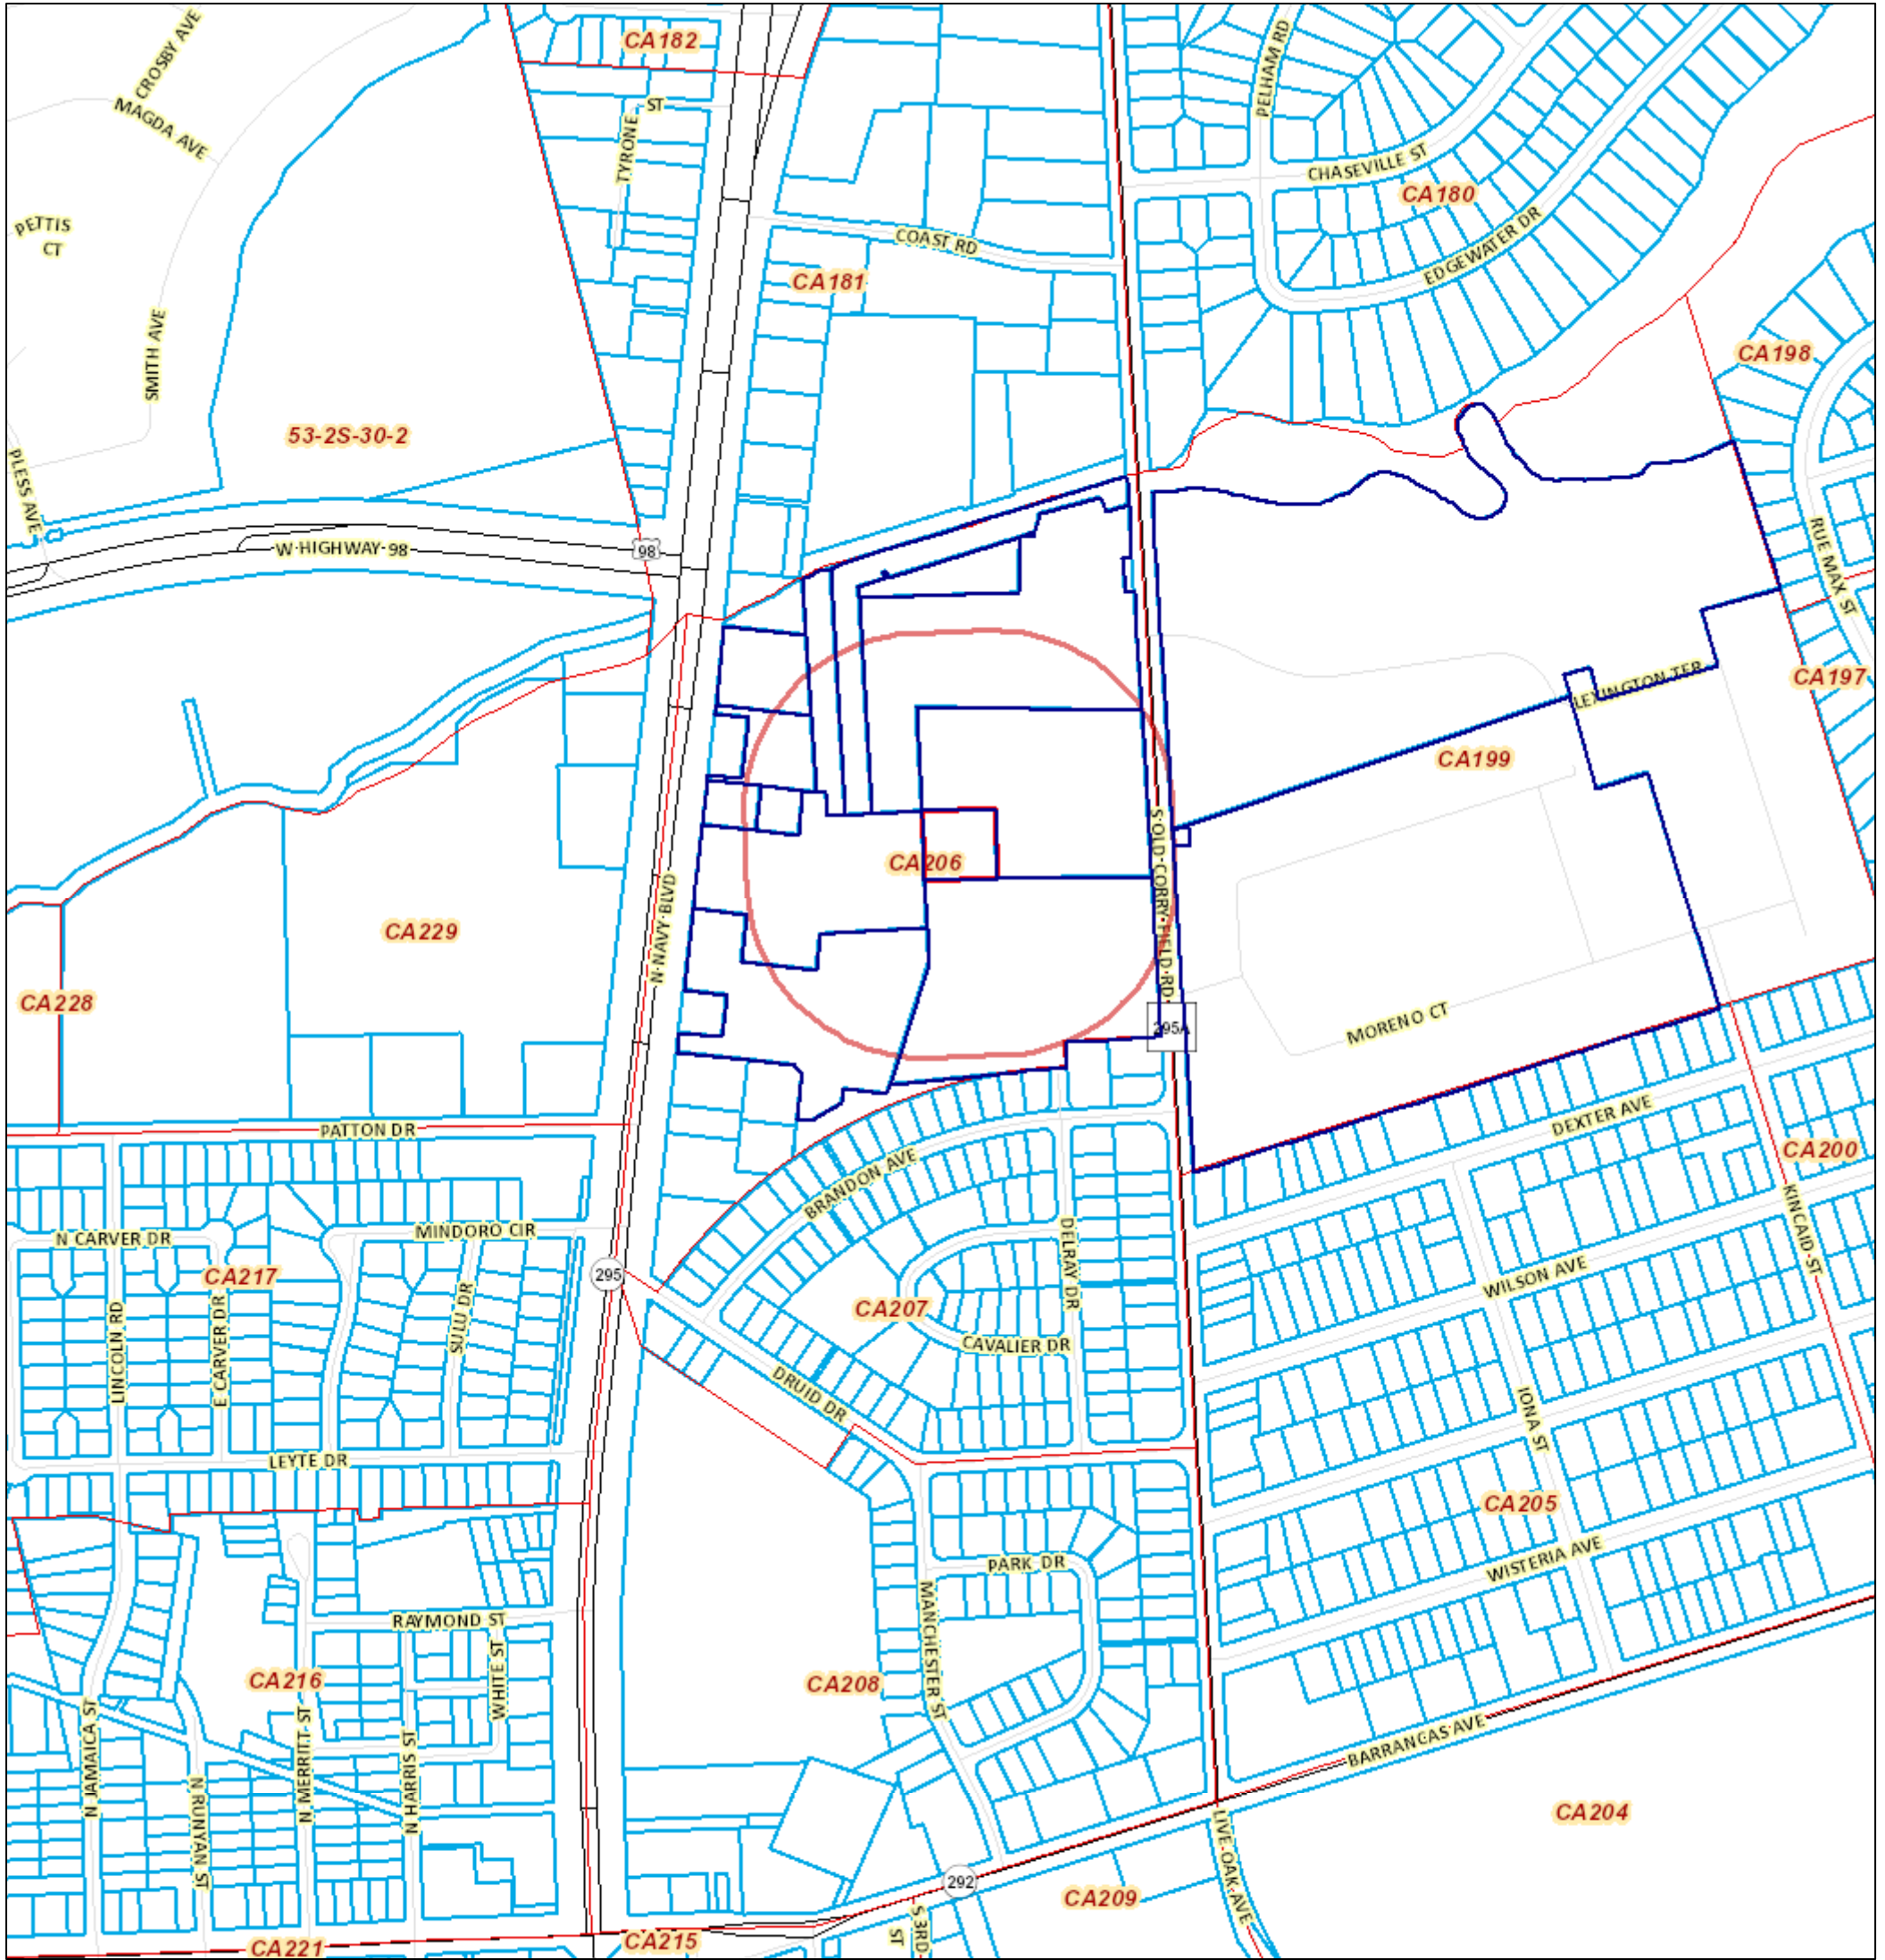 CROSBY AVE
CA182
PELHAM RD
MAGDA AVE
TYRONE
ST
CHASEVILLE ST
CA180
PETTIS
CT
COAST RD
EDGEWATER DR
CA181
SMITH AVE
CA198
53-2S-30-2
PLESS AVE
W HIGHWAY 98
98
RUE MAX ST
CA197
LEXINGTON TER
CA199
S OLD CORRY FIELD RD
CA206
N NAVY BLVD
CA229
CA228
MORENO CT
295A
PATTON DR
DEXTER AVE
CA200
BRANDON AVE
KINCAID ST
N CARVER DR
MINDORO CIR
DELRAY DR
CA217
295
WILSON AVE
LINCOLN RD
E CARVER DR
SULU DR
CA207
CAVALIER DR
DRUID DR
IONA ST
LEYTE DR
CA205
PARK DR
WISTERIA AVE
MANCHESTER ST
RAYMOND ST
WHITE ST
CA216
CA208
N JAMAICA ST
N MERRITT ST
N HARRIS ST
BARRANCAS AVE
N RUNYAN ST
CA204
LIVE OAK AVE
292
CA209
S 3RD
ST
CA221
CA215